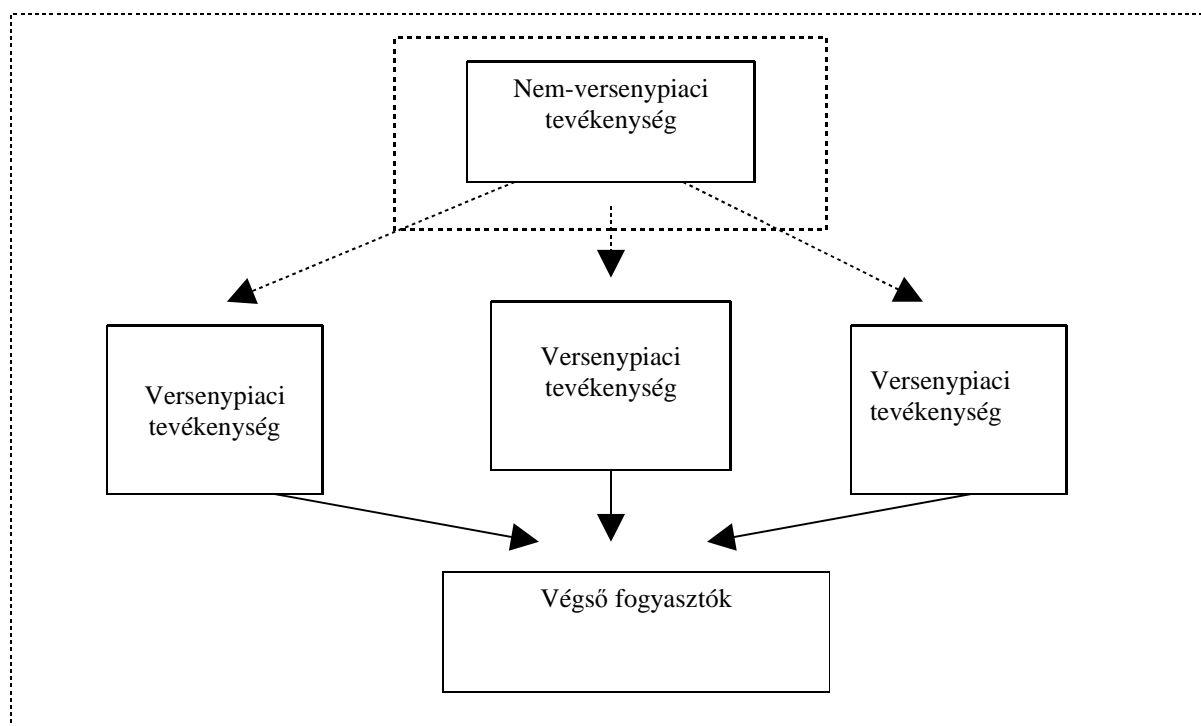 Nem-versenypiaci
tevékenység
Versenypiaci
tevékenység
Versenypiaci
tevékenység
Versenypiaci
tevékenység
Végső fogyasztók